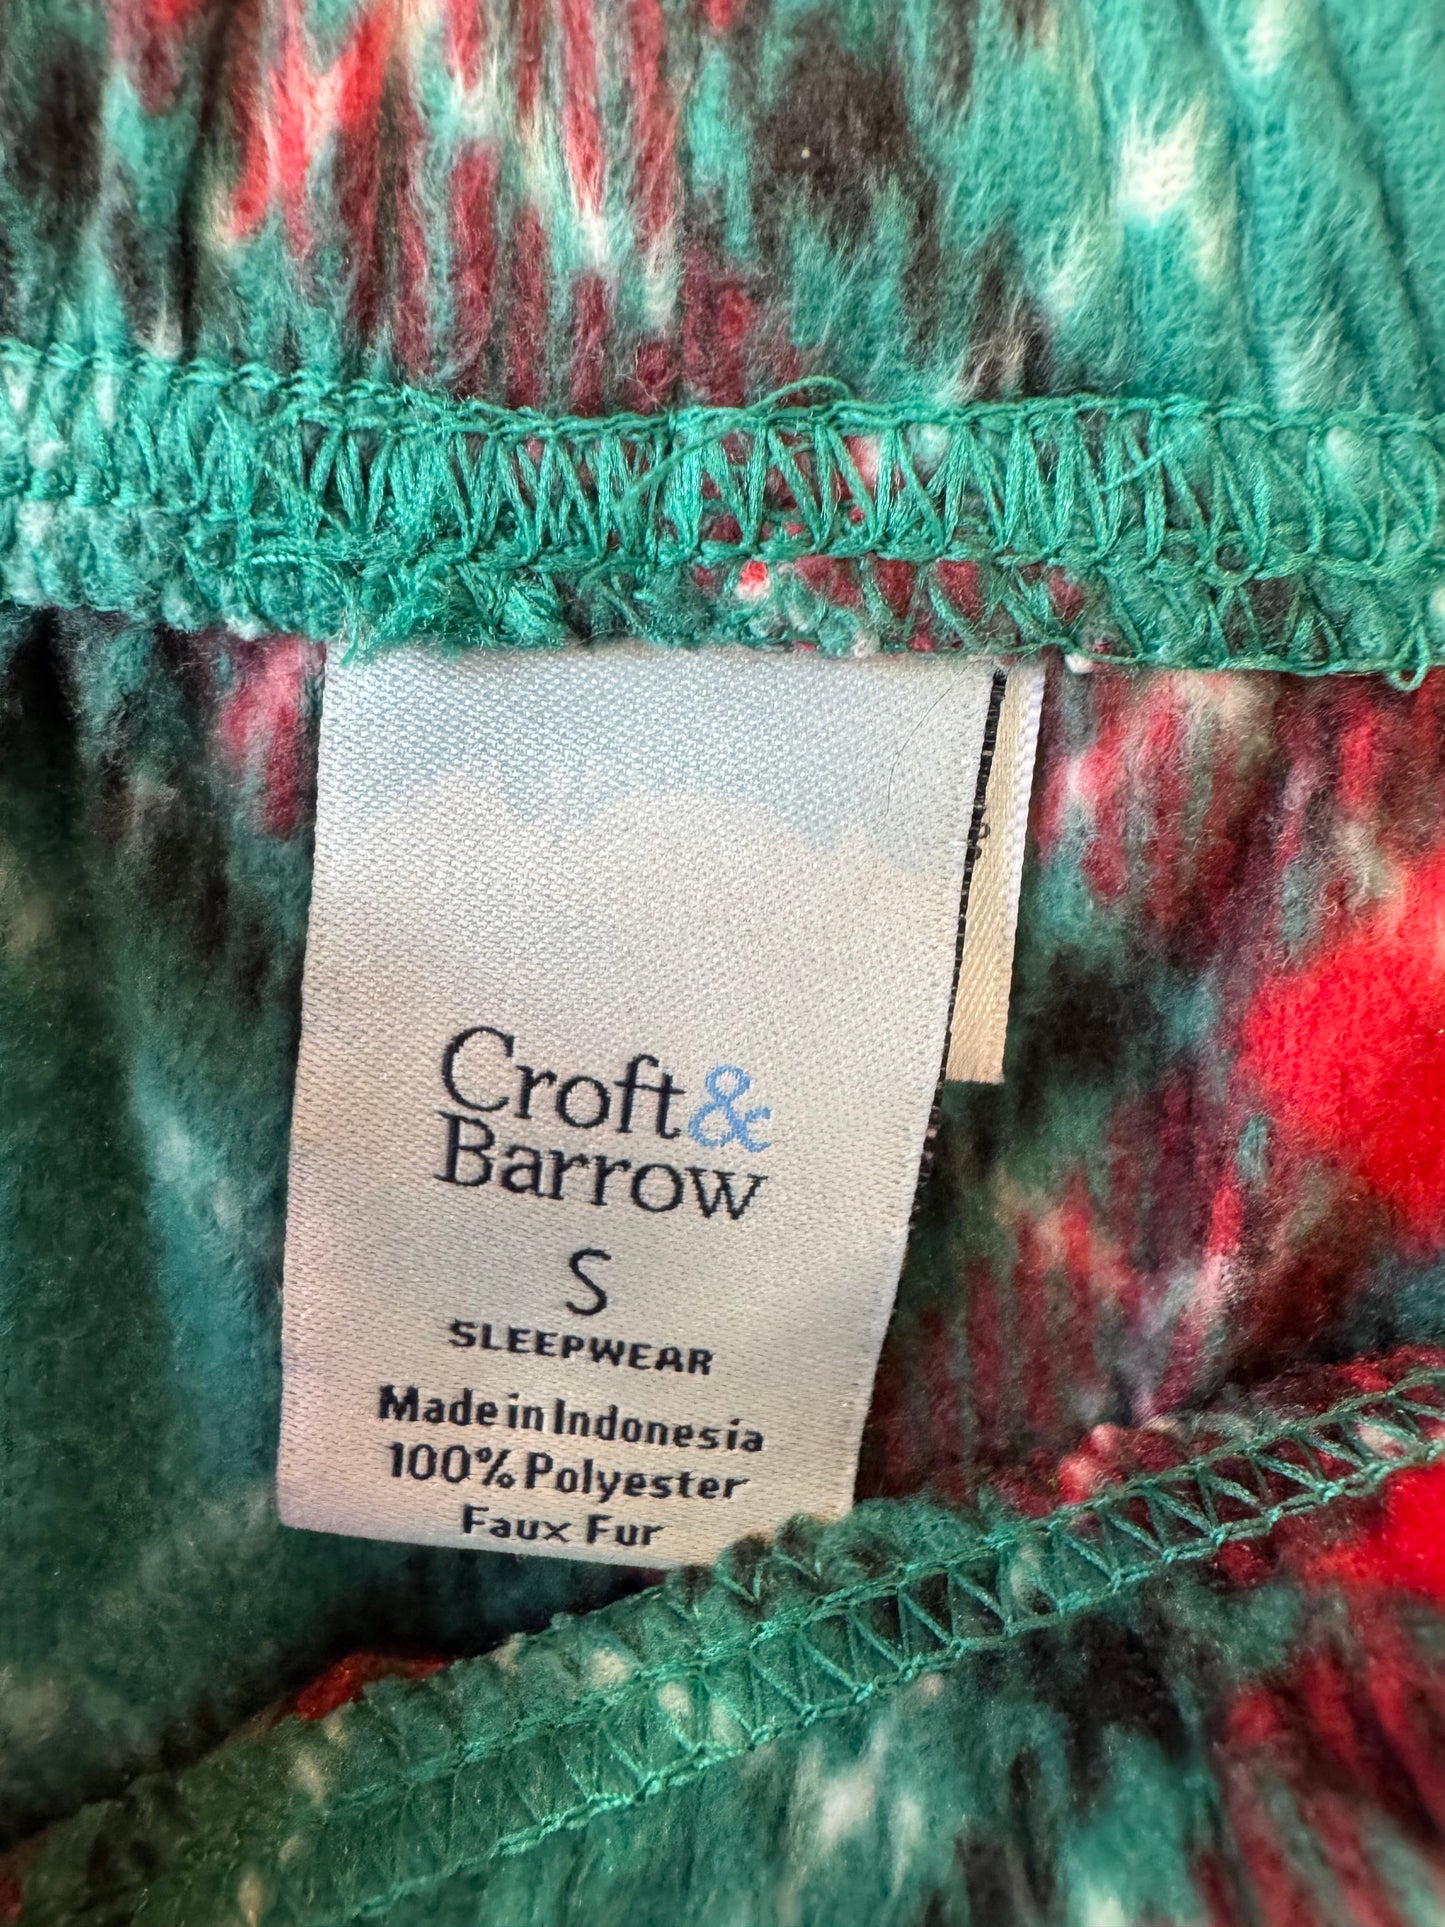 Croft&
Barrow
S
SLEEPWEAR
Made in Indonesia
100% Polyester
Faux Fur